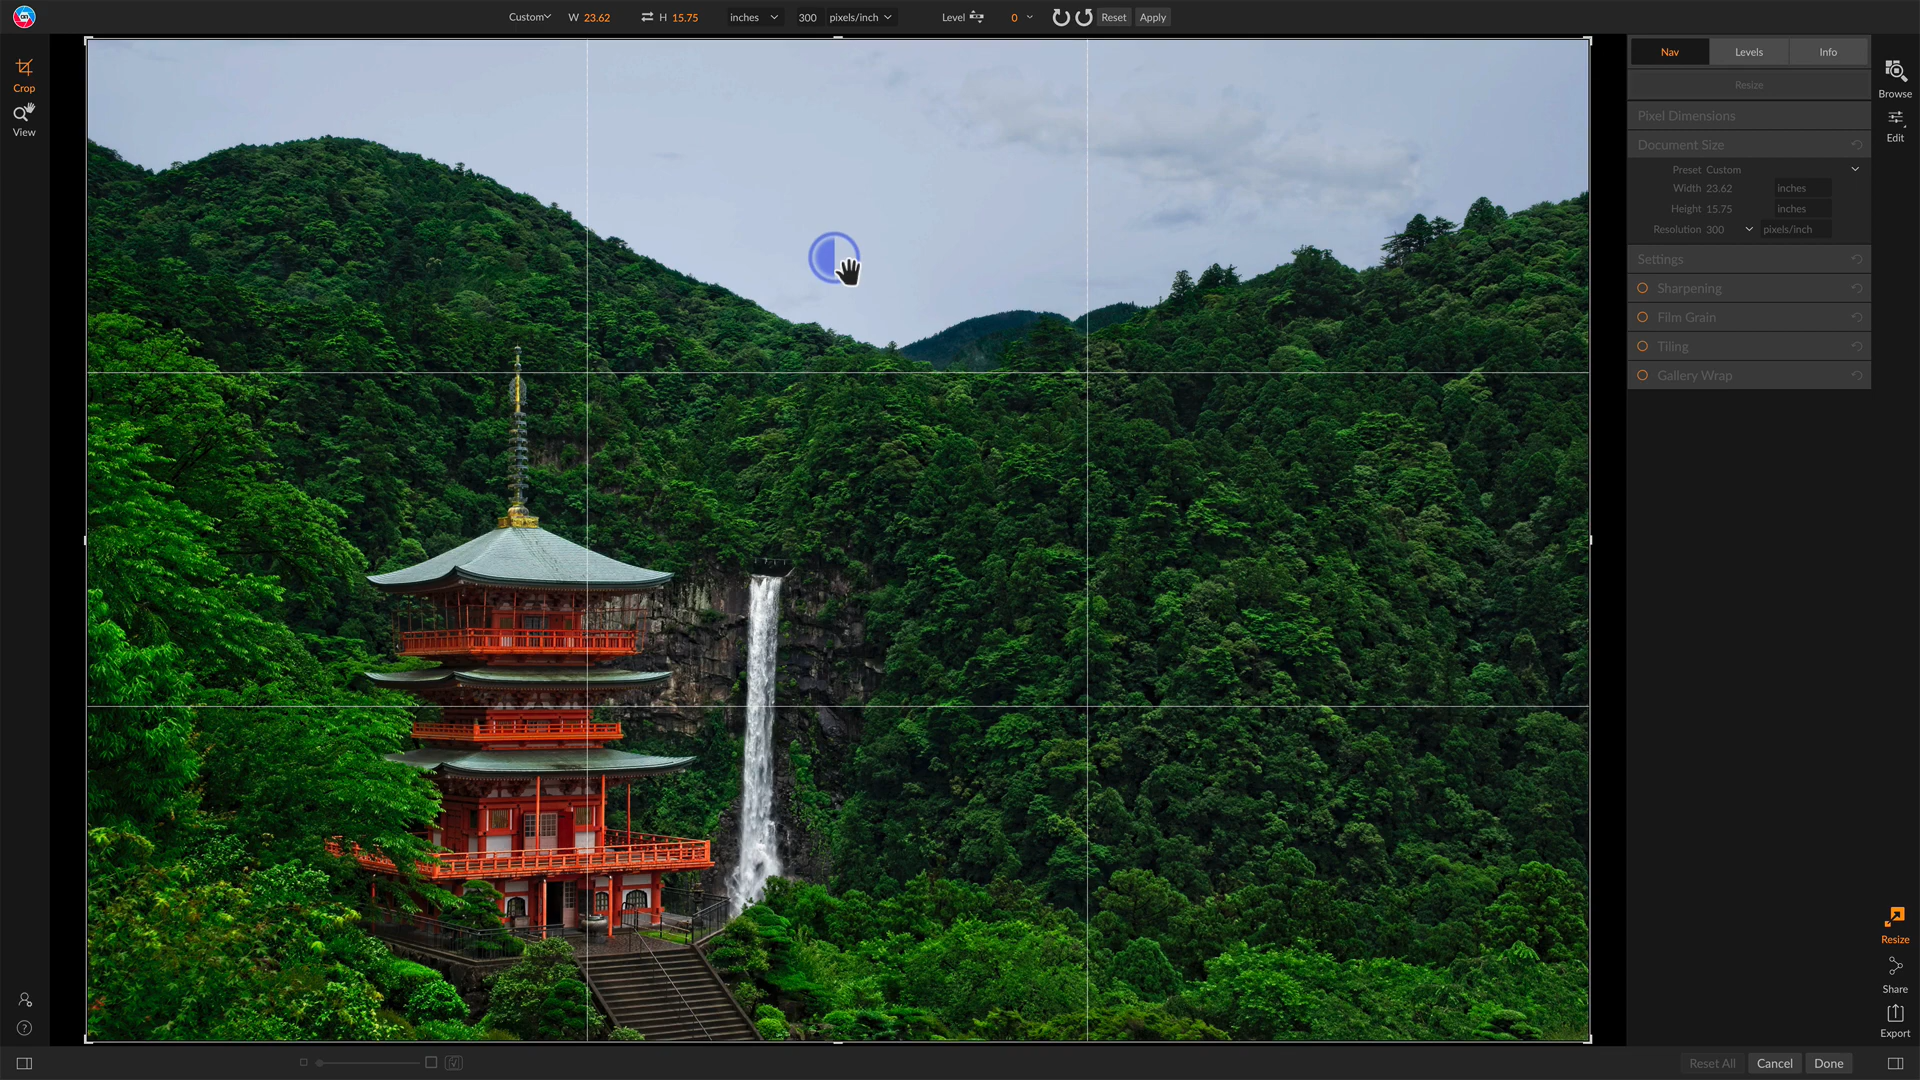 Custom W 23.62 H 15.75 inches 300 pixels/inch Level 0 Reset Apply
Crop
View
Nav Levels Info
Resize
Pixel Dimensions
Document Size
Preset Custom
Width 23.62 inches
Height 15.75 inches
Resolution 300 pixels/inch
Settings
Sharpening
Film Grain
Tiling
Gallery Wrap
Browse
Edit
Resize
Share
Export
?
Reset All Cancel Done